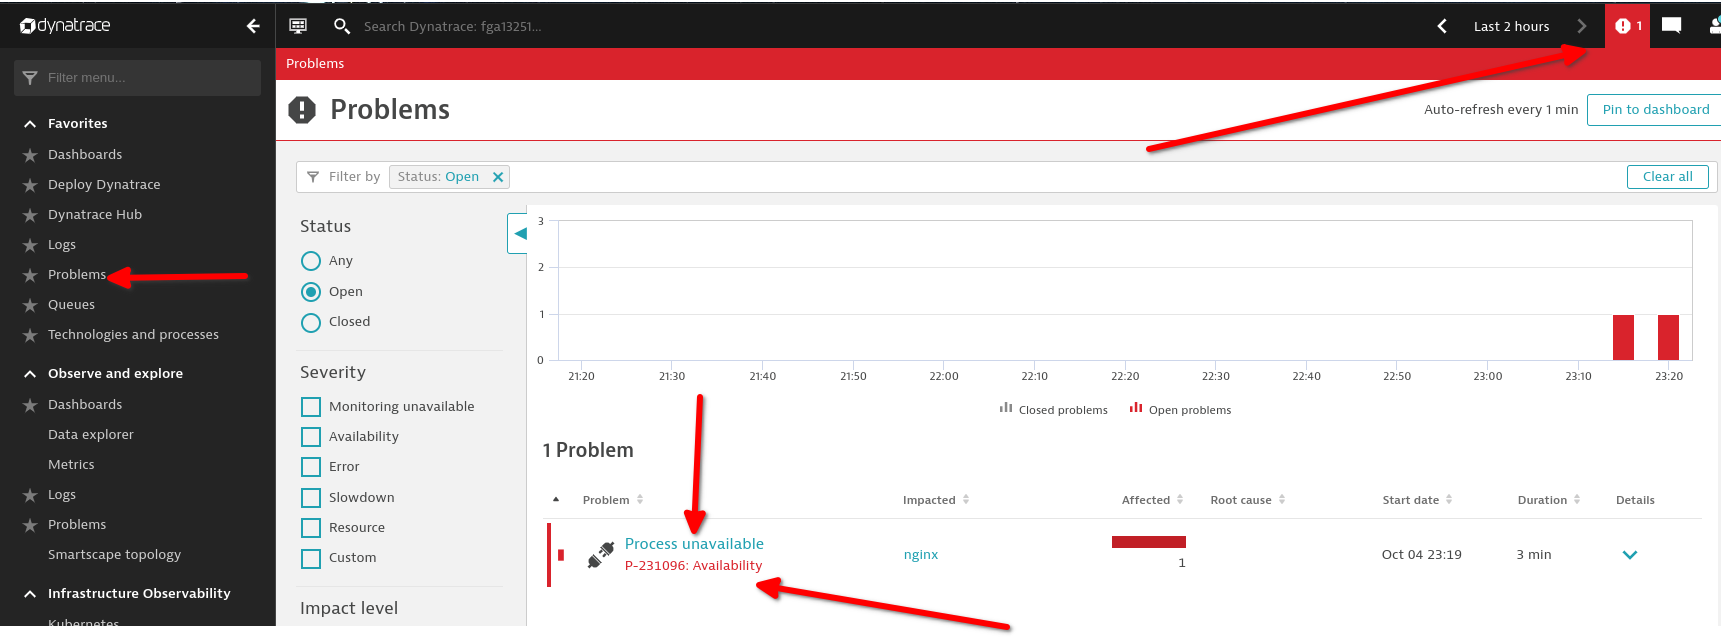 dynatrace
Search Dynatrace: fga13251...
Last 2 hours
1
Filter menu...
Favorites
Dashboards
Deploy Dynatrace
Dynatrace Hub
Logs
Problems
Queues
Technologies and processes
Observe and explore
Dashboards
Data explorer
Metrics
Logs
Problems
Smartscape topology
Infrastructure Observability
Kubernetes
Problems
Problems
Auto-refresh every 1 min
Pin to dashboard
Filter by
Status: Open
Clear all
Status
Any
Open
Closed
Severity
Monitoring unavailable
Availability
Error
Slowdown
Resource
Custom
Impact level
3
2
1
0
21:20 21:30 21:40 21:50 22:00 22:10 22:20 22:30 22:40 22:50 23:00 23:10 23:20
Closed problems Open problems
1 Problem
Problem Impacted Affected Root cause Start date Duration Details
Process unavailable
P-231096: Availability
nginx
1
Oct 04 23:19
3 min